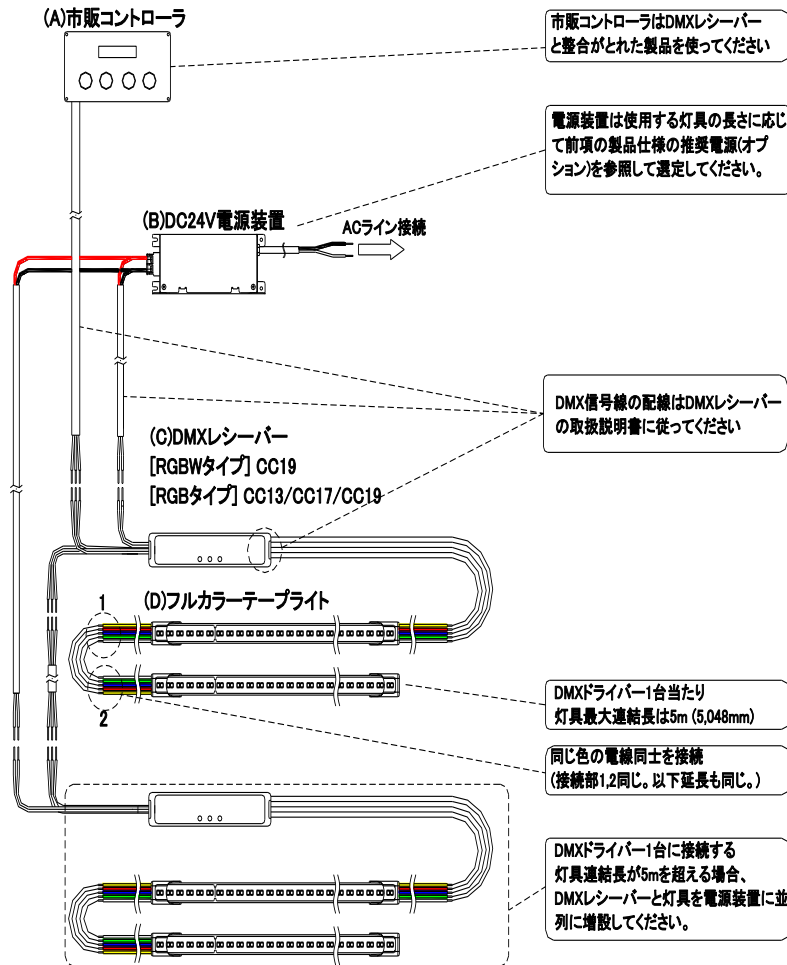 (A)市販コントローラ
市販コントローラはDMXレシーバー
と整合がとれた製品を使ってください
電源装置は使用する灯具の長さに応じ
て前項の製品仕様の推奨電源(オプ
ション)を参照して選定してください。
(B)DC24V電源装置
ACライン接続
DMX信号線の配線はDMXレシーバー
の取扱説明書に従ってください
(C)DMXレシーバー
[RGBWタイプ] CC19
[RGBタイプ] CC13/CC17/CC19
1
(D)フルカラーテープライト
2
DMXドライバー1台当たり
灯具最大連結長は5m (5,048mm)
同じ色の電線同士を接続
(接続部1,2同じ。以下延長も同じ。)
DMXドライバー1台に接続する
灯具連結長が5mを超える場合、
DMXレシーバーと灯具を電源装置に並
列に増設してください。